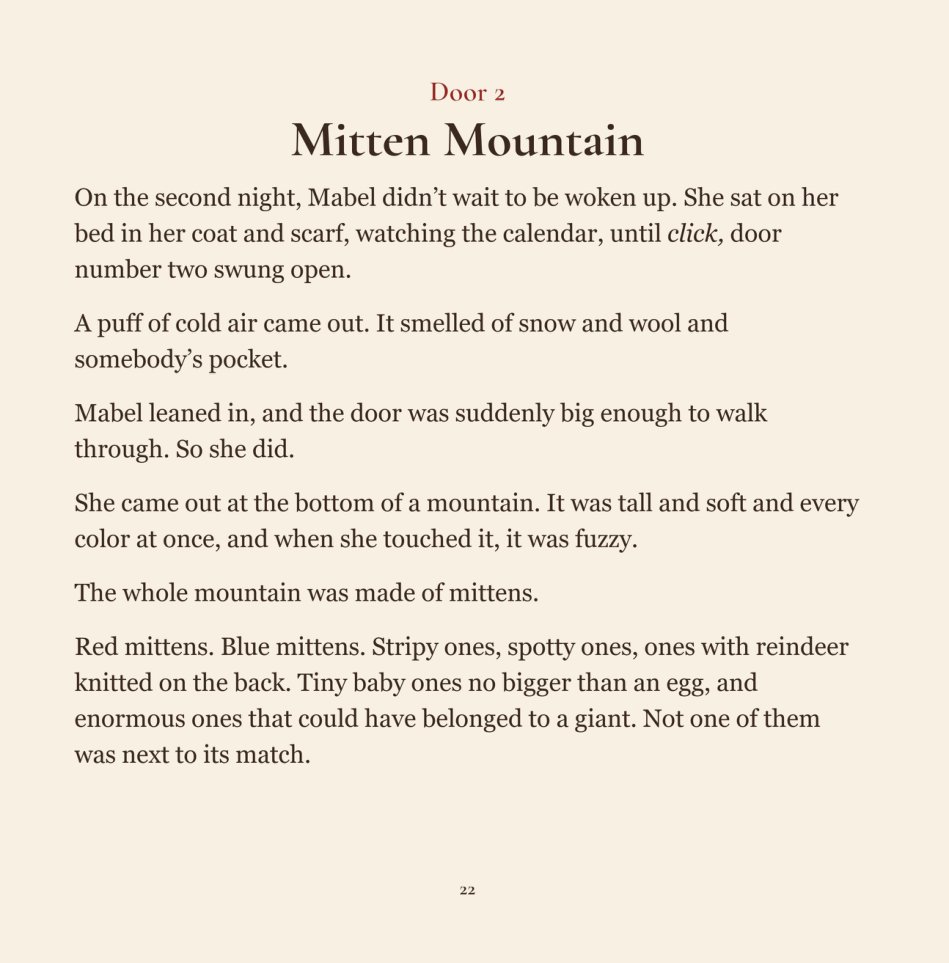 Door 2
Mitten Mountain
On the second night, Mabel didn’t wait to be woken up. She sat on her
bed in her coat and scarf, watching the calendar, until click, door
number two swung open.
A puff of cold air came out. It smelled of snow and wool and
somebody’s pocket.
Mabel leaned in, and the door was suddenly big enough to walk
through. So she did.
She came out at the bottom of a mountain. It was tall and soft and every
color at once, and when she touched it, it was fuzzy.
The whole mountain was made of mittens.
Red mittens. Blue mittens. Stripy ones, spotty ones, ones with reindeer
knitted on the back. Tiny baby ones no bigger than an egg, and
enormous ones that could have belonged to a giant. Not one of them
was next to its match.
22